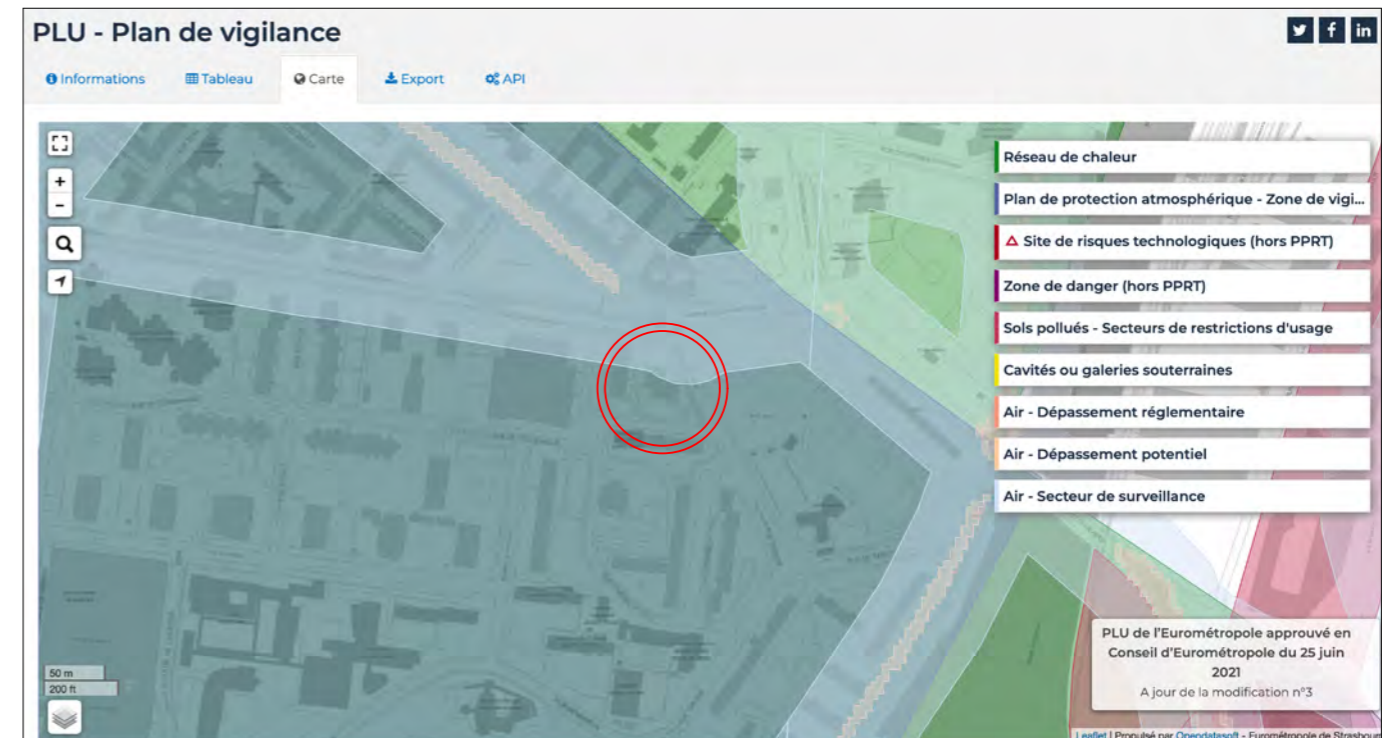 PLU - Plan de vigilance
Informations Tableau Carte Export API
+
-
Réseau de chaleur
Plan de protection atmosphérique - Zone de vigi...
Site de risques technologiques (hors PPRT)
Zone de danger (hors PPRT)
Sols pollués - Secteurs de restrictions d'usage
Cavités ou galeries souterraines
Air - Dépassement réglementaire
Air - Dépassement potentiel
Air - Secteur de surveillance
50 m
200 ft
PLU de l'Eurométropole approuvé en
Conseil d'Eurométropole du 25 juin
2021
A jour de la modification n°3
Leaflet | Propulsé par Opendatasoft - Eurométropole de Strasbourg